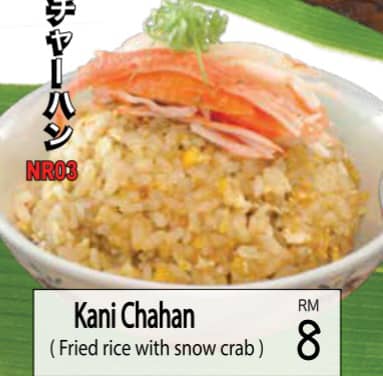 チャーハン
NR03
Kani Chahan
( Fried rice with snow crab )
RM
8